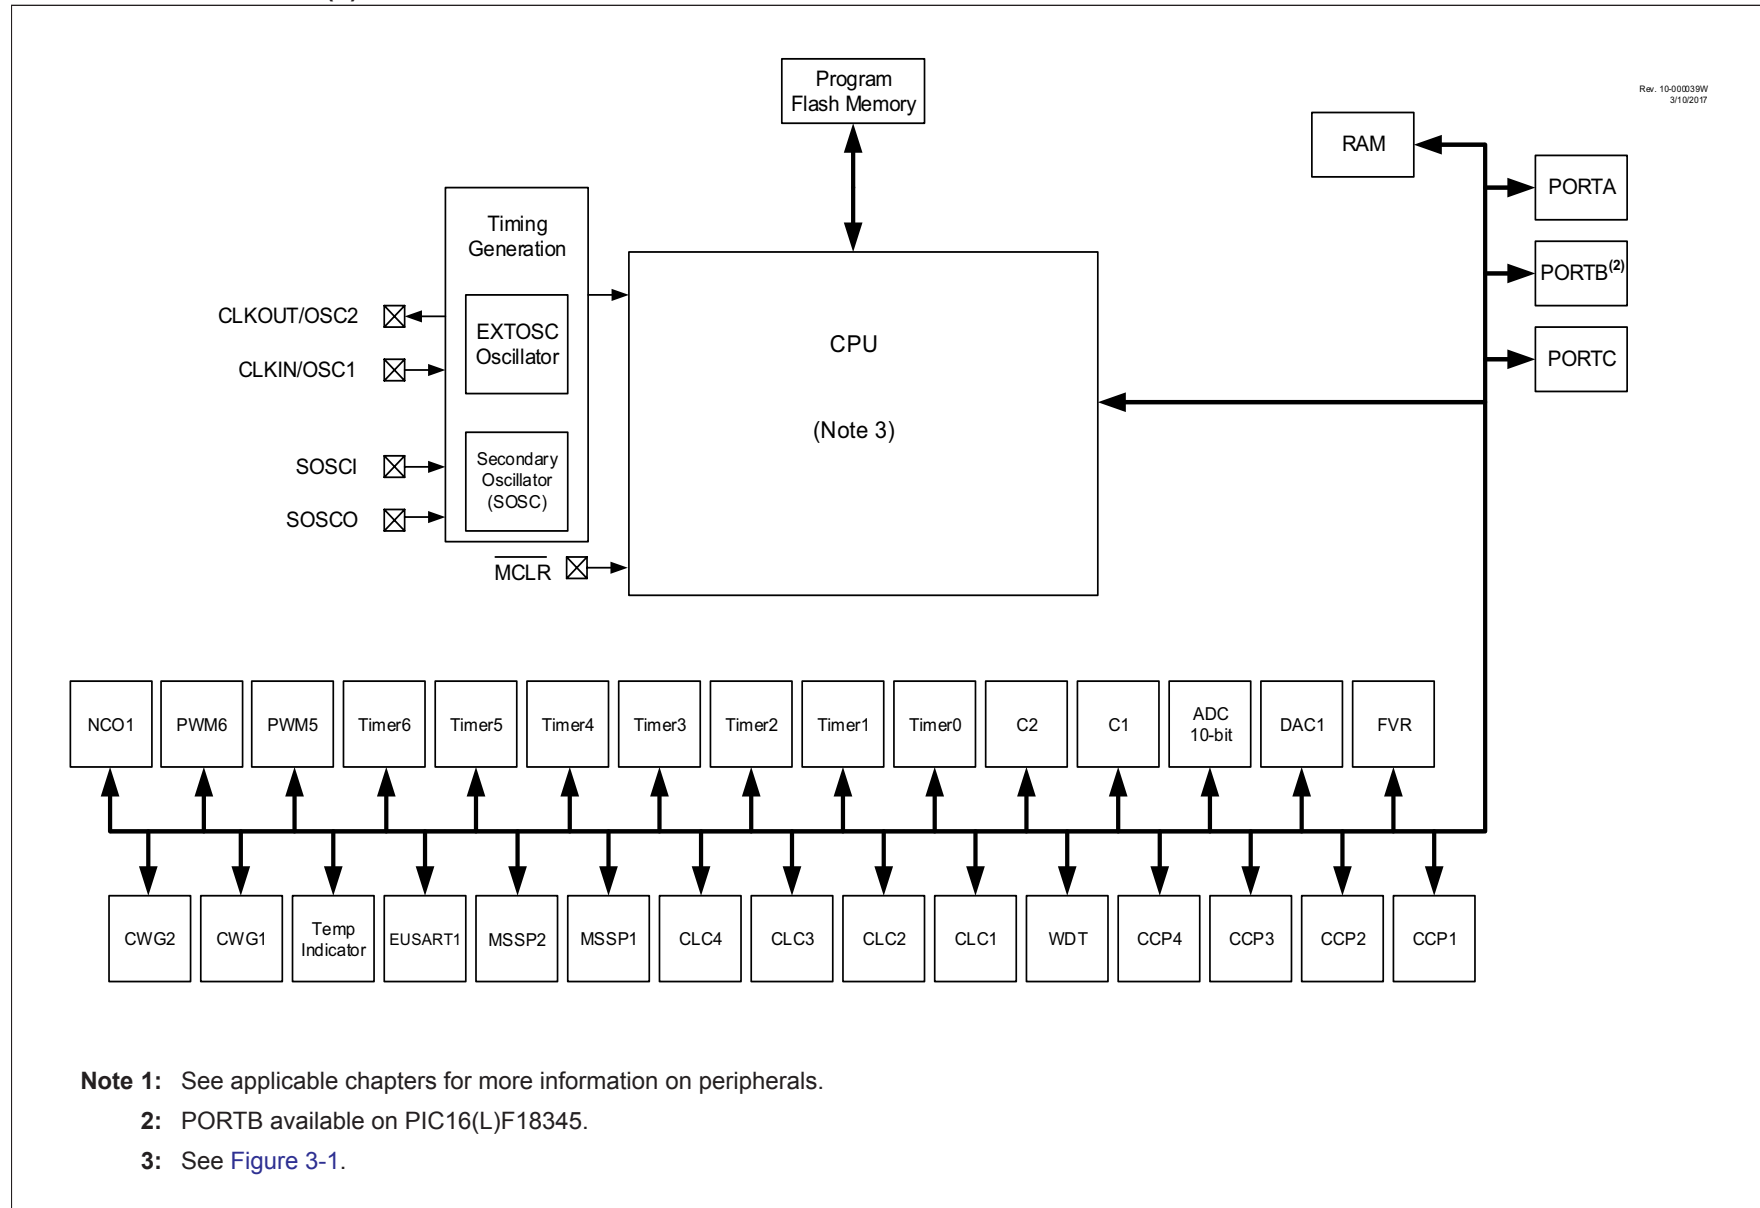 Program
Flash Memory
Rev. 10-000039W
3/10/2017
RAM
PORTA
Timing
Generation
PORTB(2)
CLKOUT/OSC2
EXTOSC
Oscillator
CPU
CLKIN/OSC1
PORTC
(Note 3)
SOSCI
Secondary
Oscillator
(SOSC)
SOSCO
MCLR
NCO1
PWM6
PWM5
Timer6
Timer5
Timer4
Timer3
Timer2
Timer1
Timer0
C2
C1
ADC
10-bit
DAC1
FVR
CWG2
CWG1
Temp
Indicator
EUSART1
MSSP2
MSSP1
CLC4
CLC3
CLC2
CLC1
WDT
CCP4
CCP3
CCP2
CCP1
Note 1: See applicable chapters for more information on peripherals.
2: PORTB available on PIC16(L)F18345.
3: See Figure 3-1.